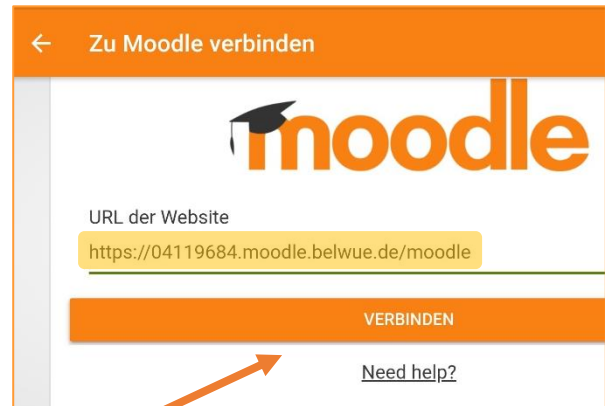 Zu Moodle verbinden
moodle
URL der Website
https://04119684.moodle.belwue.de/moodle
VERBINDEN
Need help?